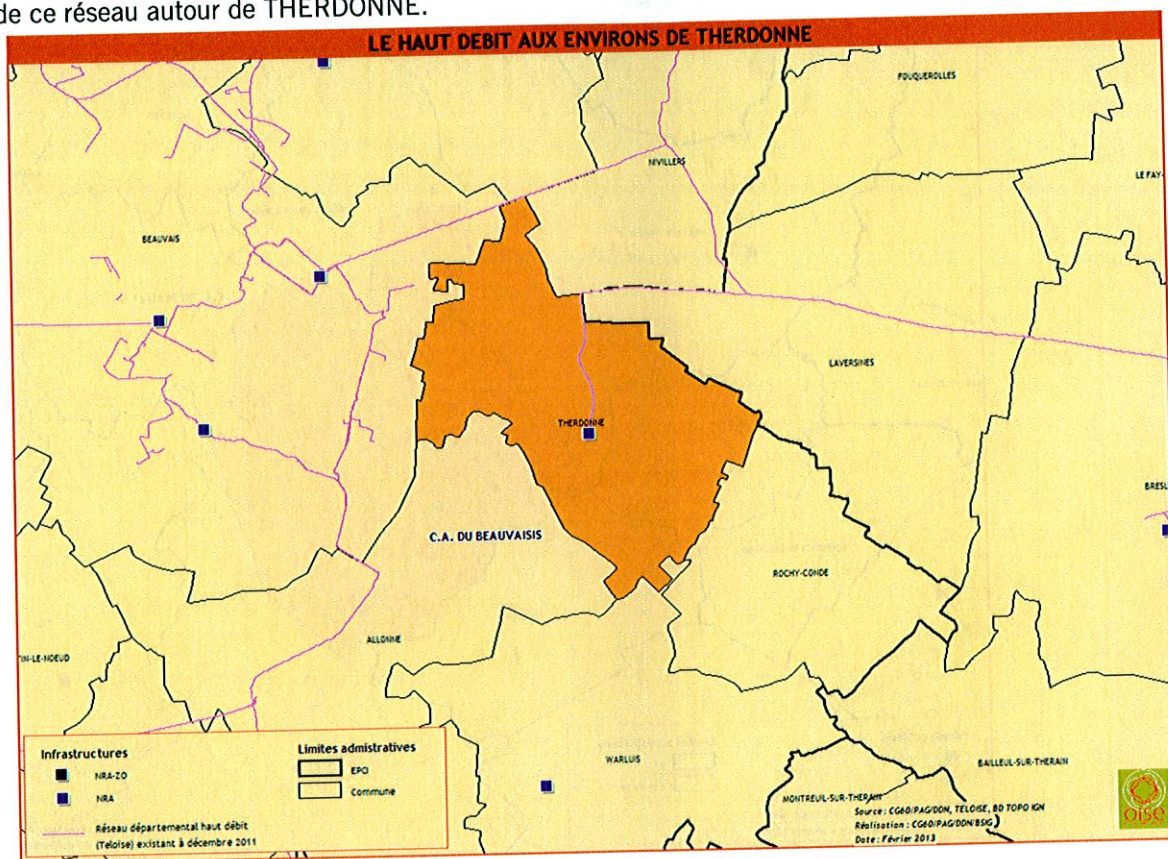 de ce réseau autour de THERDONNE.
LE HAUT DEBIT AUX ENVIRONS DE THERDONNE
FOUQUEROLLES
NIVILLERS
LE FAY-
BEAUVAIS
LAVERSINES
THERDONNE
BRESL
C.A. DU BEAUVAISIS
ROCHY-CONDE
ALLONNE
IN-LE-NOEUD
WARLUIS
BAILLEUL-SUR-THERAIN
MONTREUIL-SUR-THERAIN
Infrastructures
NRA-ZO
NRA
Réseau départemental haut débit
(Teloise) existant à décembre 2011
Limites admistratives
EPCI
Commune
Source : CG60/PAG/DDN, TELOISE, BD TOPO IGN
Réalisation : CG60/PAG/DDN/BSIG
Date : Février 2013
oise